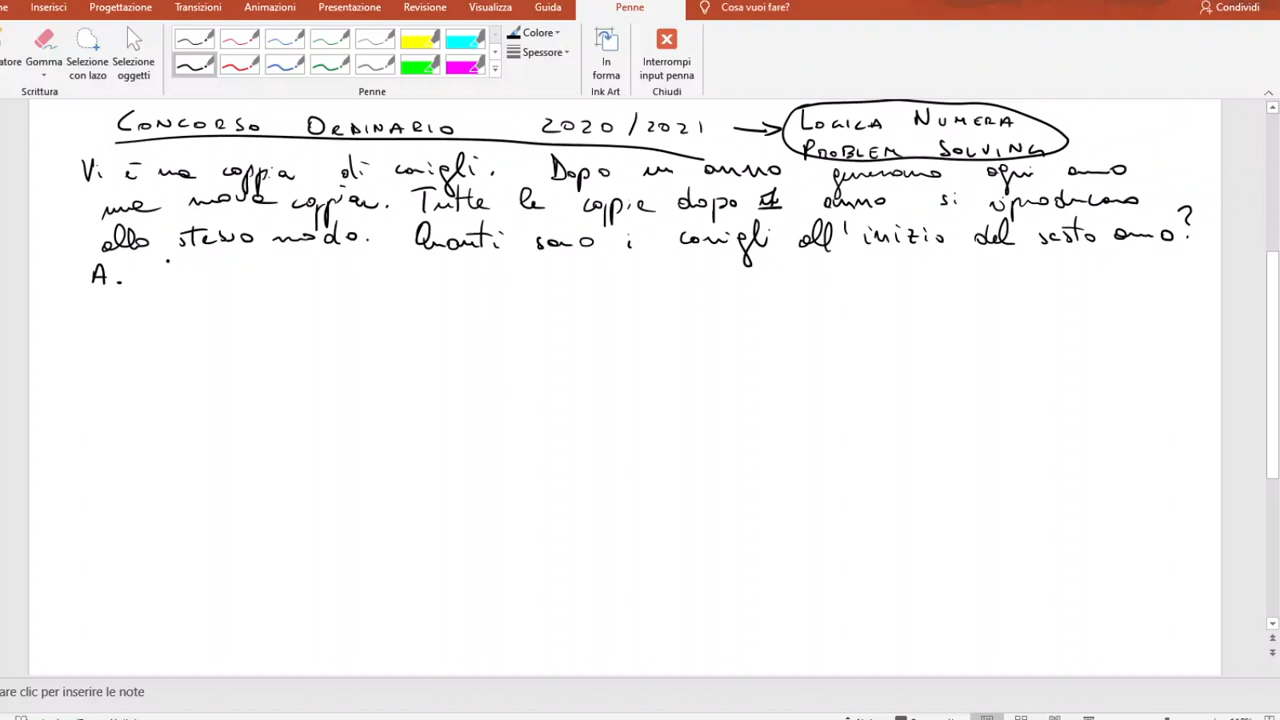 Inserisci Progettazione Transizioni Animazioni Presentazione Revisione Visualizza Guida Penne Cosa vuoi fare? Condividi
atore Gomma Selezione con lazo Selezione oggetti Colore Spessore In forma Interrompi input penna
Scrittura Penne Ink Art Chiudi
CONCORSO ORDINARIO 2020/2021 → LOGICA NUMERA
PROBLEM SOLVING
Vi è una coppia di conigli. Dopo un anno generano ogni anno
una nuova coppia. Tutte le coppie dopo 1 anno si riproducono
allo stesso modo. Quanti sono i conigli all'inizio del sesto anno?
A.
are clic per inserire le note